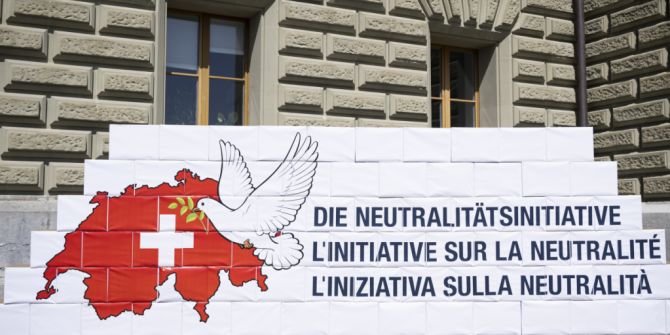 DIE NEUTRALITÄTSINITIATIVE
L'INITIATIVE SUR LA NEUTRALITÉ
L'INIZIATIVA SULLA NEUTRALITÀ